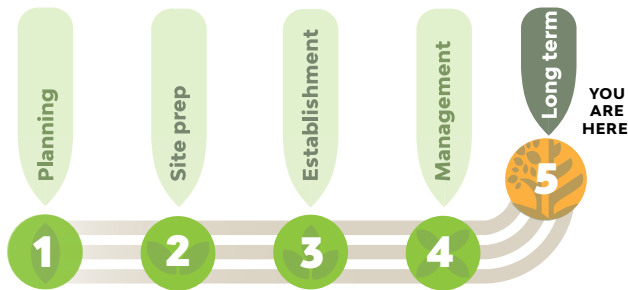 Planning
Site prep
Establishment
Management
Long term
YOU
ARE
HERE
1
2
3
4
5